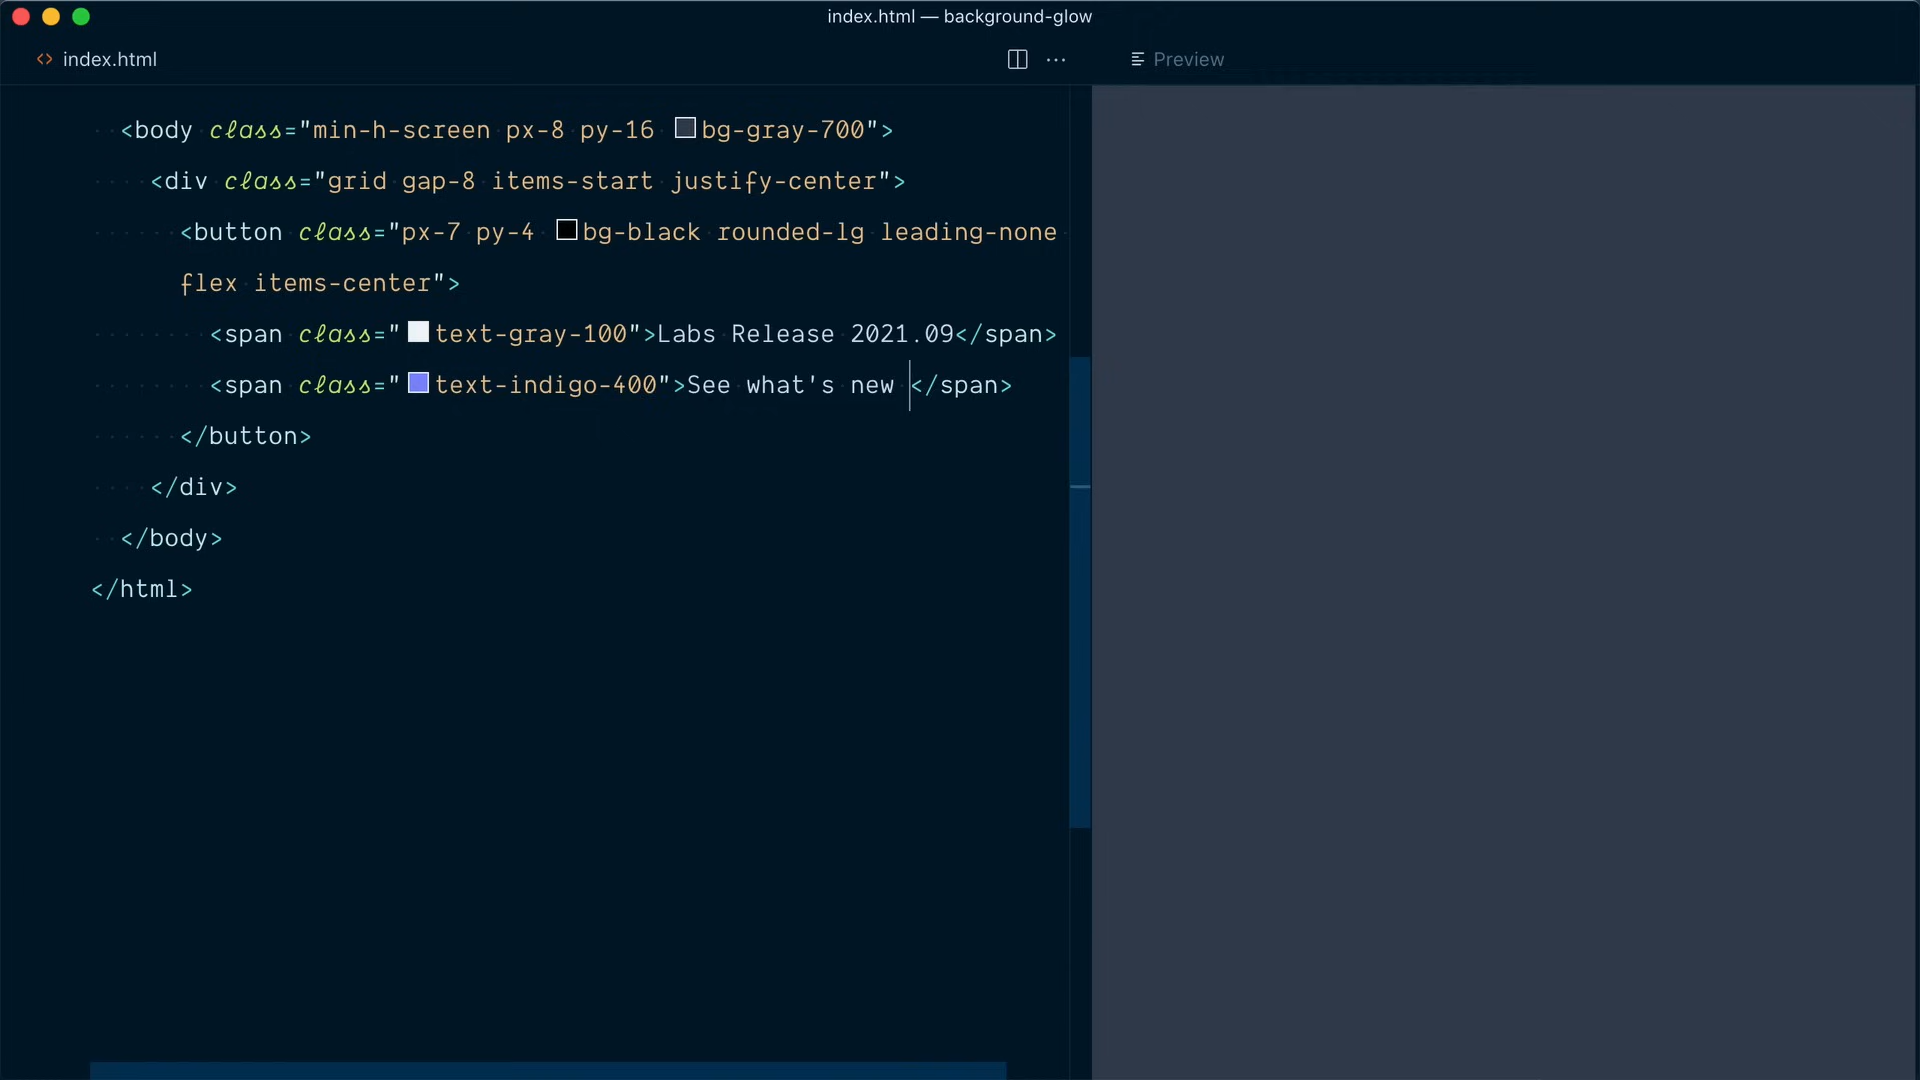 index.html — background-glow
index.html
Preview
<body class="min-h-screen px-8 py-16 bg-gray-700">
<div class="grid gap-8 items-start justify-center">
<button class="px-7 py-4 bg-black rounded-lg leading-none
flex items-center">
<span class="text-gray-100">Labs Release 2021.09</span>
<span class="text-indigo-400">See what's new </span>
</button>
</div>
</body>
</html>